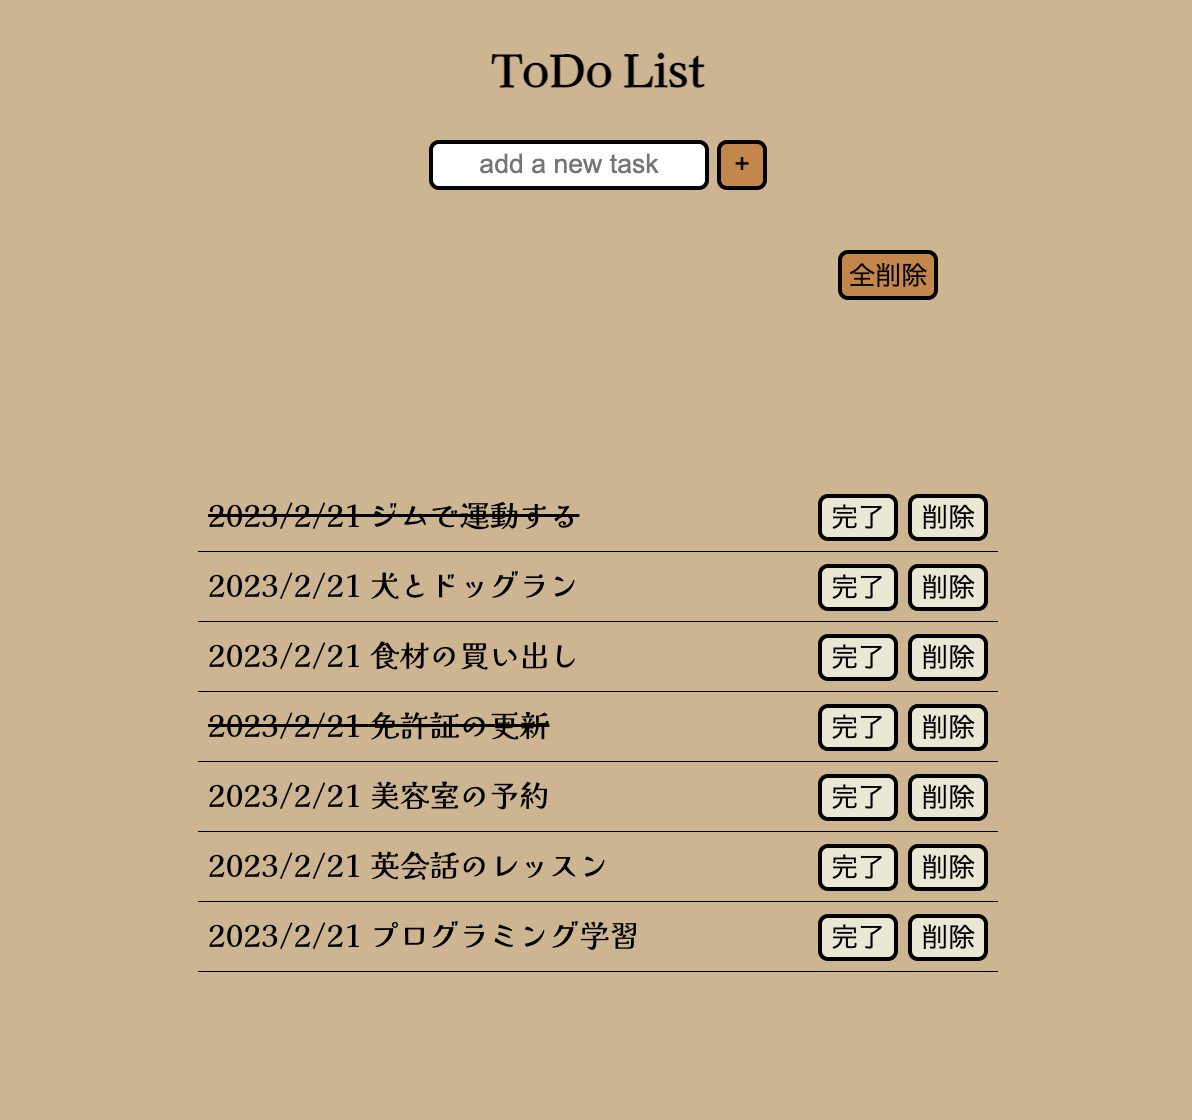 ToDo List
add a new task +
全削除
2023/2/21 ジムで運動する 完了 削除
2023/2/21 犬とドッグラン 完了 削除
2023/2/21 食材の買い出し 完了 削除
2023/2/21 免許証の更新 完了 削除
2023/2/21 美容室の予約 完了 削除
2023/2/21 英会話のレッスン 完了 削除
2023/2/21 プログラミング学習 完了 削除